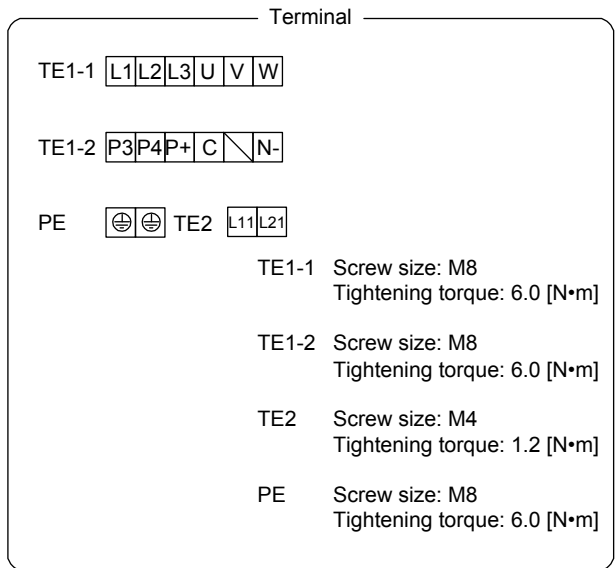 Terminal
TE1-1 L1 L2 L3 U V W
TE1-2 P3 P4 P+ C N-
PE TE2 L11 L21
TE1-1 Screw size: M8
Tightening torque: 6.0 [N•m]
TE1-2 Screw size: M8
Tightening torque: 6.0 [N•m]
TE2 Screw size: M4
Tightening torque: 1.2 [N•m]
PE Screw size: M8
Tightening torque: 6.0 [N•m]